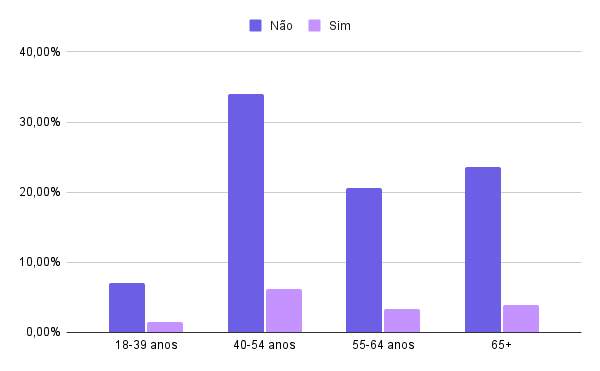 Não Sim
40,00%
30,00%
20,00%
10,00%
0,00%
18-39 anos 40-54 anos 55-64 anos 65+